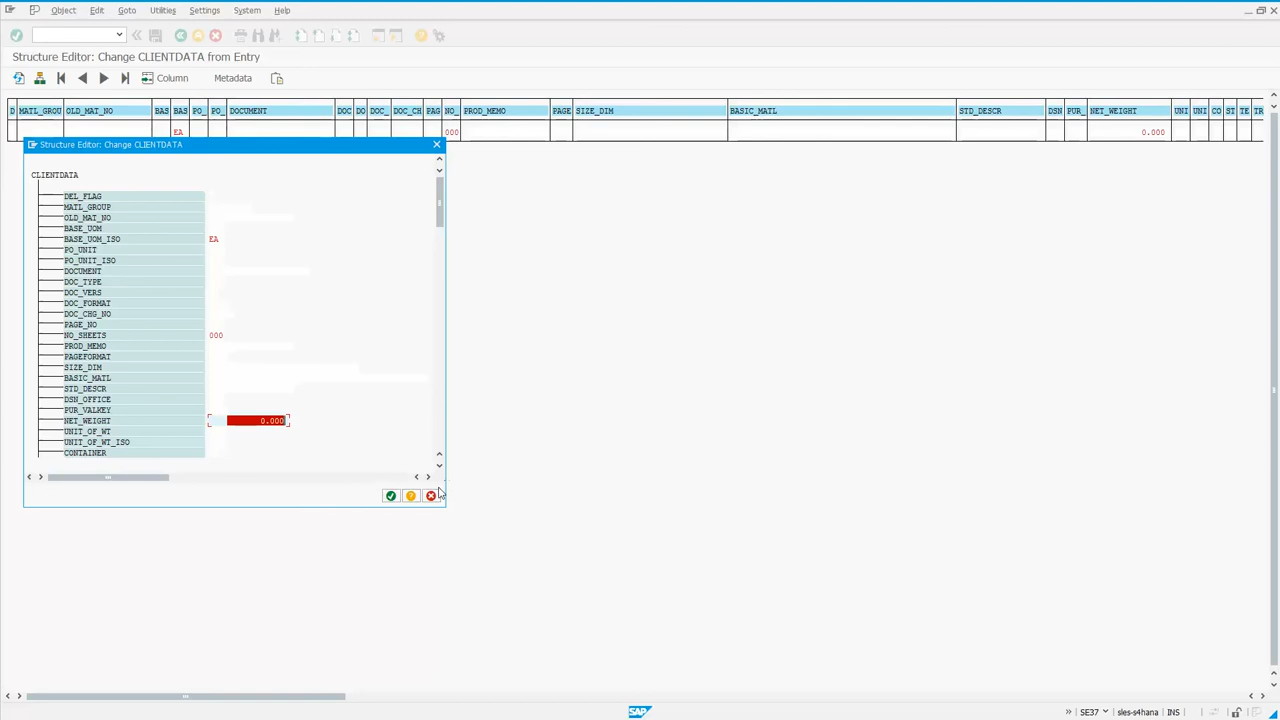 Object Edit Goto Utilities Settings System Help
Structure Editor: Change CLIENTDATA from Entry
Column Metadata
D MATL_GROU OLD_MAT_NO BAS BAS PO_ PO_ DOCUMENT DOC DO DOC_ DOC_CH PAG NO_ PROD_MEMO PAGE SIZE_DIM BASIC_MATL STD_DESCR DSN PUR_ NET_WEIGHT UNI UNI CO ST TE TR
EA 000 0.000
Structure Editor: Change CLIENTDATA
CLIENTDATA
DEL_FLAG
MATL_GROUP
OLD_MAT_NO
BASE_UOM
BASE_UOM_ISO EA
PO_UNIT
PO_UNIT_ISO
DOCUMENT
DOC_TYPE
DOC_VERS
DOC_FORMAT
DOC_CHG_NO
PAGE_NO
NO_SHEETS 000
PROD_MEMO
PAGEFORMAT
SIZE_DIM
BASIC_MATL
STD_DESCR
DSN_OFFICE
PUR_VALKEY
NET_WEIGHT 0.000
UNIT_OF_WT
UNIT_OF_WT_ISO
CONTAINER
SAP SE37 sles-s4hana INS